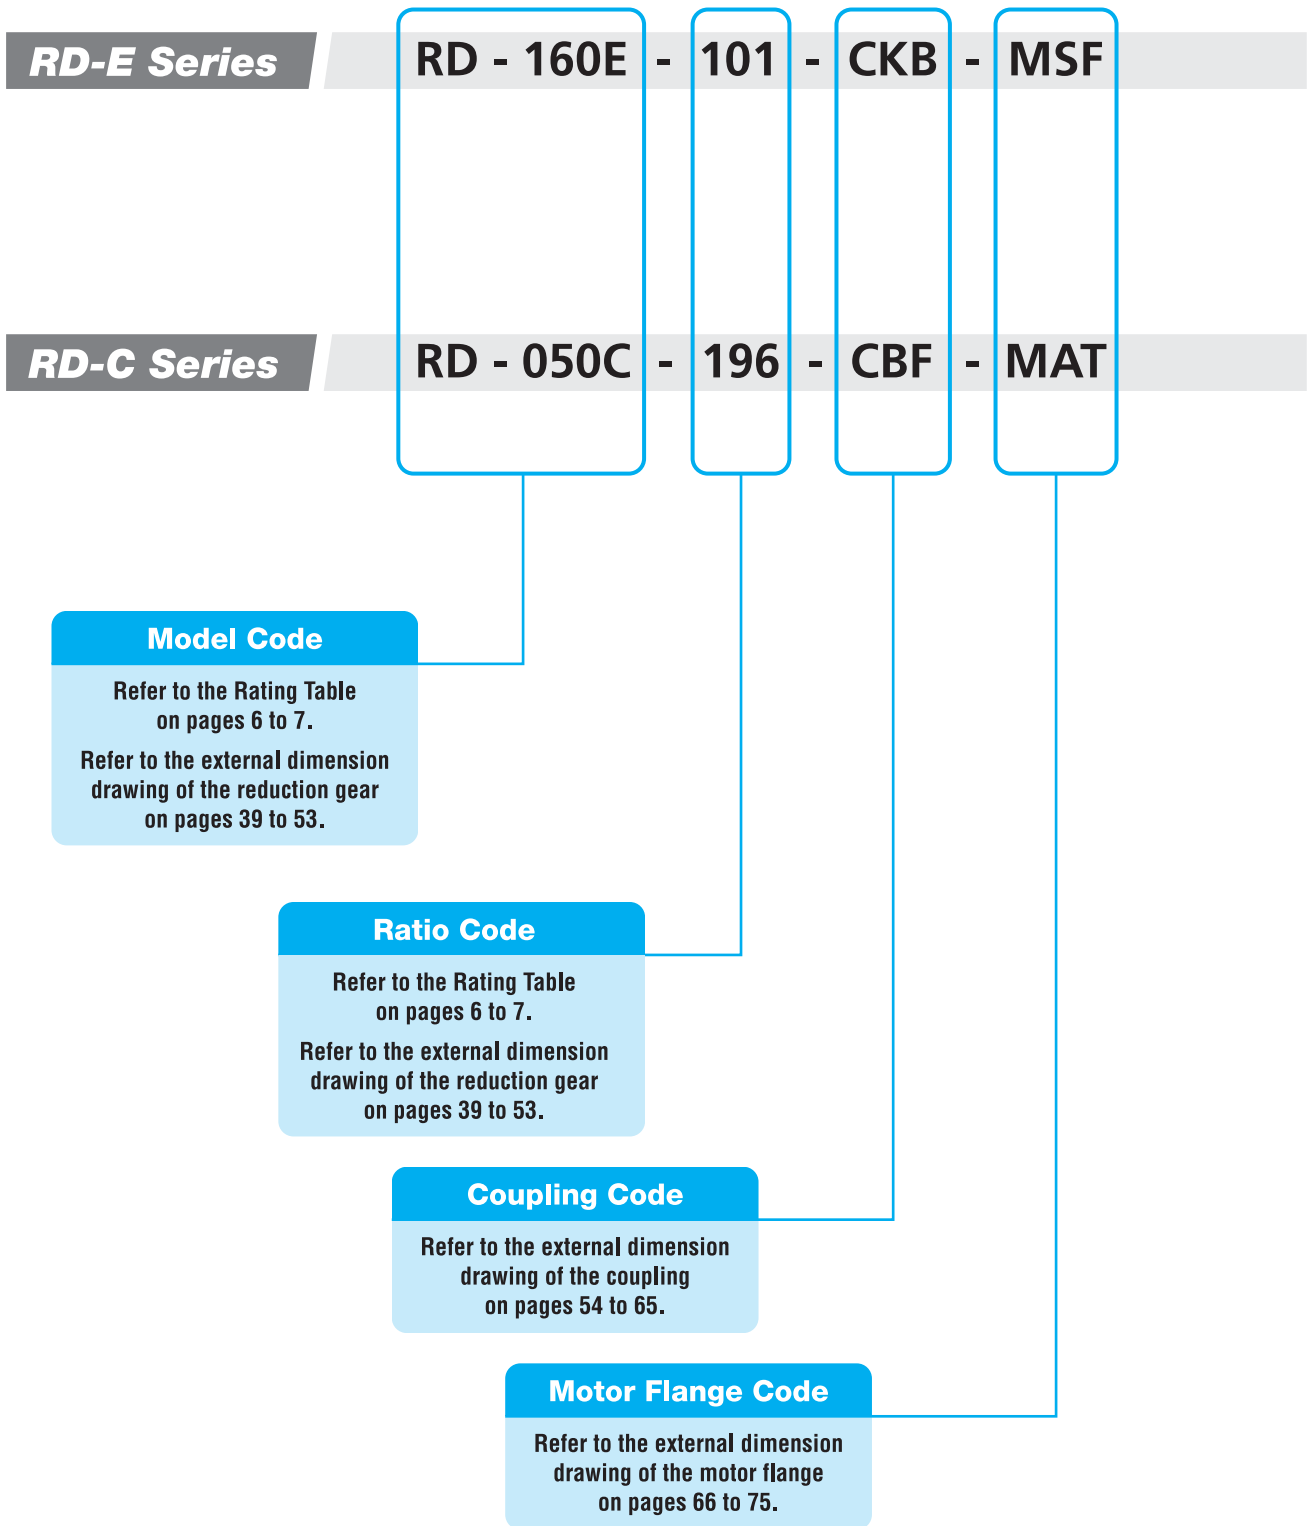 RD-E Series RD - 160E - 101 - CKB - MSF
RD-C Series RD - 050C - 196 - CBF - MAT
Model Code
Refer to the Rating Table
on pages 6 to 7.
Refer to the external dimension
drawing of the reduction gear
on pages 39 to 53.
Ratio Code
Refer to the Rating Table
on pages 6 to 7.
Refer to the external dimension
drawing of the reduction gear
on pages 39 to 53.
Coupling Code
Refer to the external dimension
drawing of the coupling
on pages 54 to 65.
Motor Flange Code
Refer to the external dimension
drawing of the motor flange
on pages 66 to 75.